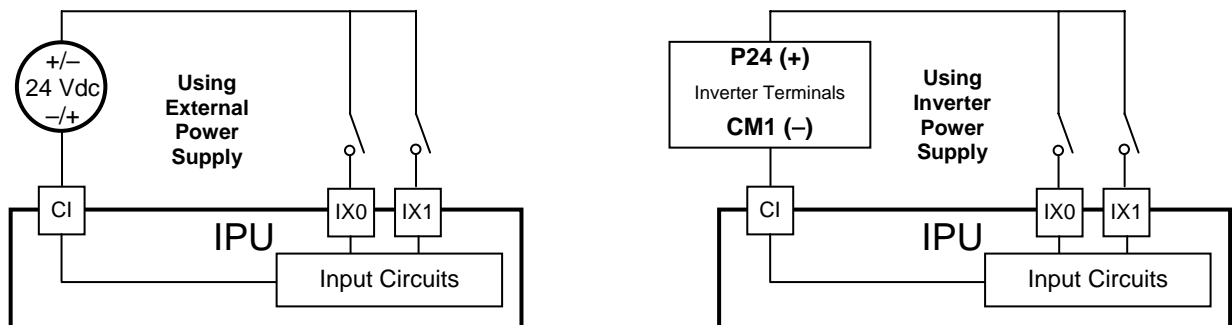 +/–
24 Vdc
–/+
Using
External
Power
Supply
CI
IX0
IX1
IPU
Input Circuits
P24 (+)
Inverter Terminals
CM1 (–)
Using
Inverter
Power
Supply
CI
IX0
IX1
IPU
Input Circuits